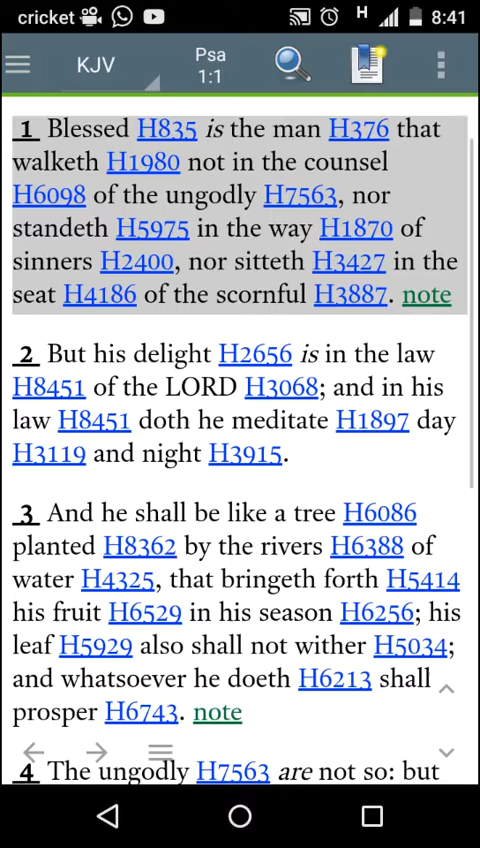 cricket H 8:41
KJV Psa
1:1
1 Blessed H835 is the man H376 that
walketh H1980 not in the counsel
H6098 of the ungodly H7563, nor
standeth H5975 in the way H1870 of
sinners H2400, nor sitteth H3427 in the
seat H4186 of the scornful H3887. note
2 But his delight H2656 is in the law
H8451 of the LORD H3068; and in his
law H8451 doth he meditate H1897 day
H3119 and night H3915.
3 And he shall be like a tree H6086
planted H8362 by the rivers H6388 of
water H4325, that bringeth forth H5414
his fruit H6529 in his season H6256; his
leaf H5929 also shall not wither H5034;
and whatsoever he doeth H6213 shall
prosper H6743. note
4 The ungodly H7563 are not so: but